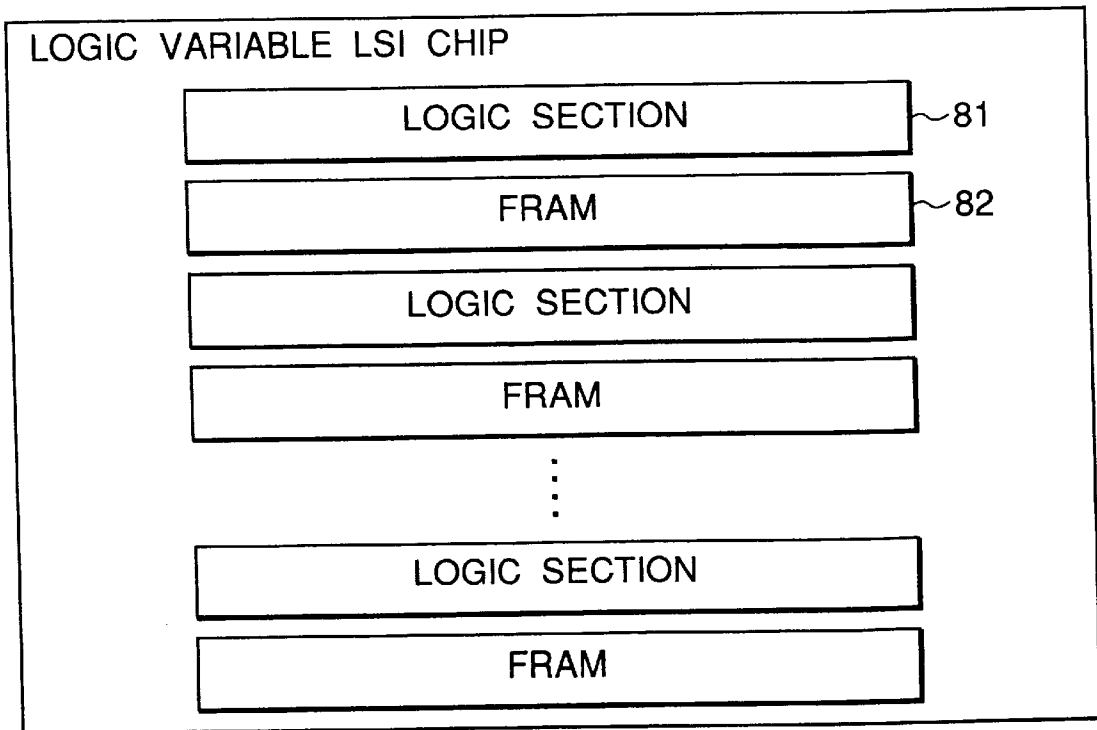 LOGIC VARIABLE LSI CHIP
LOGIC SECTION 81
FRAM 82
LOGIC SECTION
FRAM
LOGIC SECTION
FRAM